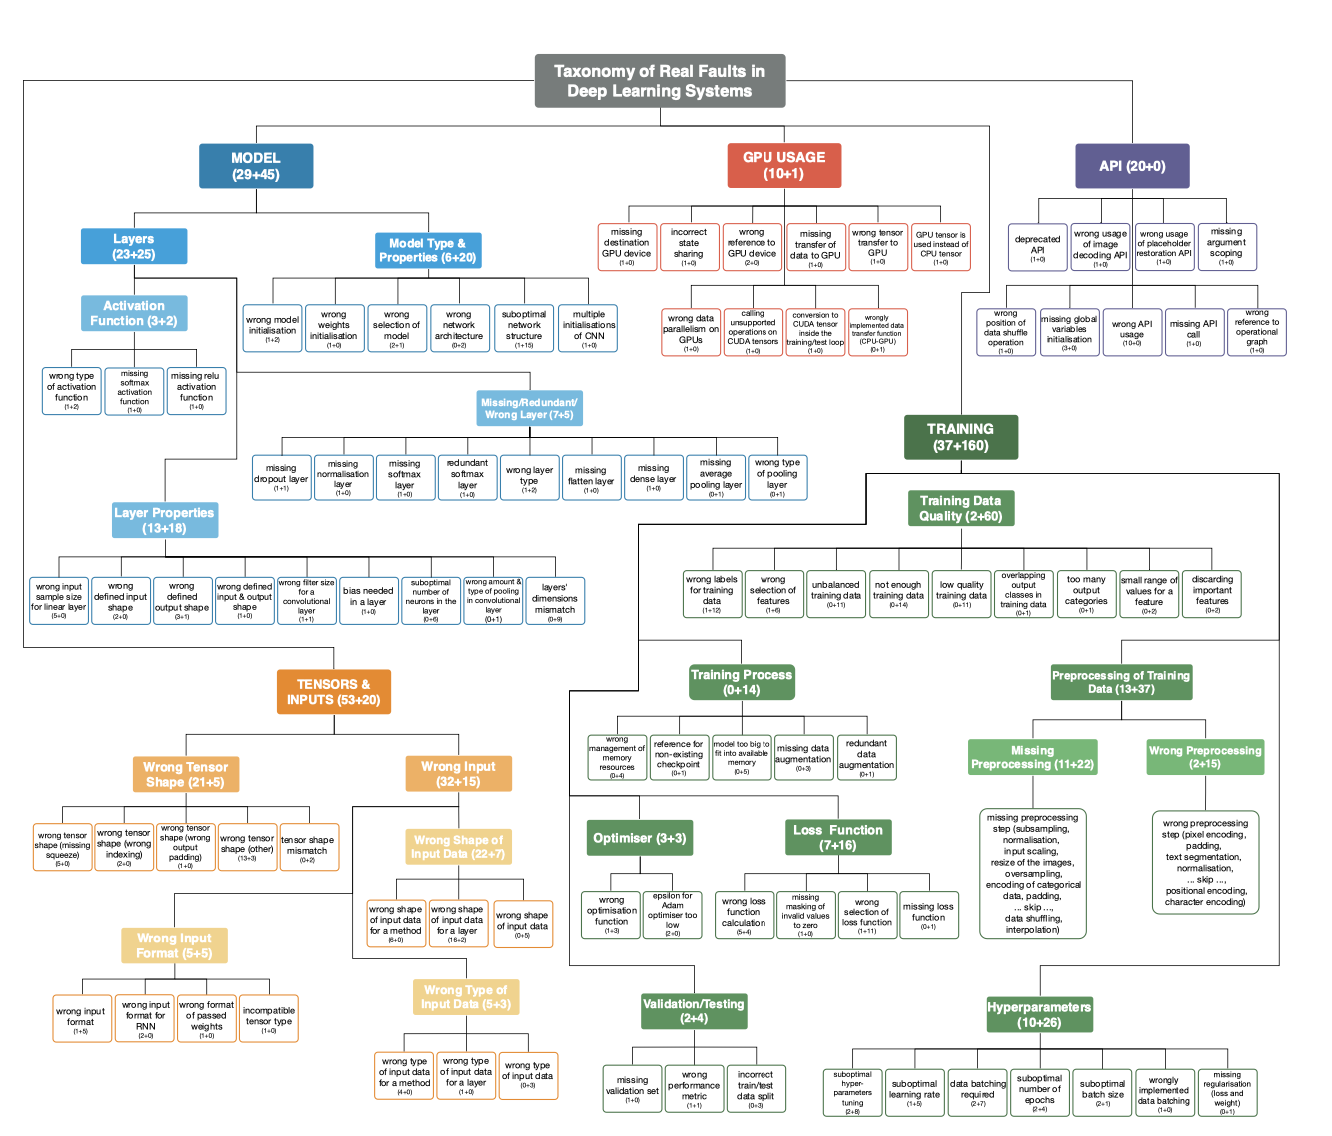 Taxonomy of Real Faults in
Deep Learning Systems
MODEL
(29+45)
GPU USAGE
(10+1)
API (20+0)
Layers
(23+25)
Model Type &
Properties (6+20)
missing
destination
GPU device
(1+0)
incorrect
state
sharing
(1+0)
wrong
reference to
GPU device
(2+0)
missing
transfer of
data to GPU
(1+0)
wrong tensor
transfer to
GPU
(1+0)
GPU tensor is
used instead of
CPU tensor
(1+0)
deprecated
API
(1+0)
wrong usage
of image
decoding API
(1+0)
wrong usage
of placeholder
restoration API
(1+0)
missing
argument
scoping
(1+0)
Activation
Function (3+2)
wrong model
initialisation
(1+2)
wrong
weights
initialisation
(1+0)
wrong
selection of
model
(2+1)
wrong
network
architecture
(0+2)
suboptimal
network
structure
(1+15)
multiple
initialisations
of CNN
(1+0)
wrong data
parallelism on
GPUs
(1+0)
calling
unsupported
operations on
CUDA tensors
(1+0)
conversion to
CUDA tensor
inside the
training/test loop
(1+0)
wrongly
implemented data
transfer function
(CPU-GPU)
(0+1)
wrong
position of
data shuffle
operation
(1+0)
missing global
variables
initialisation
(3+0)
wrong API
usage
(10+0)
missing API
call
(1+0)
wrong
reference to
operational
graph
(1+0)
wrong type
of activation
function
(1+2)
missing
softmax
activation
function
(1+0)
missing relu
activation
function
(1+0)
Missing/Redundant/
Wrong Layer (7+5)
TRAINING
(37+160)
missing
dropout layer
(1+1)
missing
normalisation
layer
(1+0)
missing
softmax
layer
(1+0)
redundant
softmax
layer
(1+0)
wrong layer
type
(1+2)
missing
flatten layer
(1+0)
missing
dense layer
(1+0)
missing
average
pooling layer
(0+1)
wrong type
of pooling
layer
(0+1)
Layer Properties
(13+18)
Training Data
Quality (2+60)
wrong input
sample size
for linear layer
(5+0)
wrong
defined input
shape
(2+0)
wrong
defined
output shape
(3+1)
wrong defined
input & output
shape
(1+0)
wrong filter size
for a
convolutional
layer
(1+1)
bias needed
in a layer
(1+0)
suboptimal
number of
neurons in the
layer
(0+6)
wrong amount &
type of pooling
in convolutional
layer
(0+1)
layers'
dimensions
mismatch
(0+9)
wrong labels
for training
data
(1+12)
wrong
selection of
features
(1+6)
unbalanced
training data
(0+11)
not enough
training data
(0+14)
low quality
training data
(0+11)
overlapping
output
classes in
training data
(0+1)
too many
output
categories
(0+1)
small range of
values for a
feature
(0+2)
discarding
important
features
(0+2)
TENSORS &
INPUTS (53+20)
Training Process
(0+14)
Preprocessing of Training
Data (13+37)
wrong
management of
memory
resources
(0+4)
reference for
non-existing
checkpoint
(0+1)
model too big to
fit into available
memory
(0+5)
missing data
augmentation
(0+3)
redundant
data
augmentation
(0+1)
Missing
Preprocessing (11+22)
Wrong Preprocessing
(2+15)
Wrong Tensor
Shape (21+5)
Wrong Input
(32+15)
wrong tensor
shape (missing
squeeze)
(5+0)
wrong tensor
shape (wrong
indexing)
(2+0)
wrong tensor
shape (wrong
output
padding)
(1+0)
wrong tensor
shape (other)
(13+3)
tensor shape
mismatch
(0+2)
Wrong Shape of
Input Data (22+7)
Optimiser (3+3)
Loss Function
(7+16)
missing preprocessing
step (subsampling,
normalisation,
input scaling,
resize of the images,
oversampling,
encoding of categorical
data, padding,
... skip ...,
data shuffling,
interpolation)
wrong preprocessing
step (pixel encoding,
padding,
text segmentation,
normalisation,
... skip ...,
positional encoding,
character encoding)
wrong shape
of input data
for a method
(6+0)
wrong shape
of input data
for a layer
(16+2)
wrong shape
of input data
(0+5)
wrong
optimisation
function
(1+3)
epsilon for
Adam
optimiser too
low
(2+0)
wrong loss
function
calculation
(5+4)
missing
masking of
invalid values
to zero
(1+0)
wrong
selection of
loss function
(1+11)
missing loss
function
(0+1)
Wrong Input
Format (5+5)
Wrong Type of
Input Data (5+3)
Validation/Testing
(2+4)
Hyperparameters
(10+26)
wrong input
format
(1+5)
wrong input
format for
RNN
(2+0)
wrong format
of passed
weights
(1+0)
incompatible
tensor type
(1+0)
wrong type
of input data
for a method
(4+0)
wrong type
of input data
for a layer
(1+0)
wrong type
of input data
(0+3)
missing
validation set
(1+0)
wrong
performance
metric
(1+1)
incorrect
train/test
data split
(0+3)
suboptimal
hyper-
parameters
tuning
(2+8)
suboptimal
learning rate
(1+5)
data batching
required
(2+7)
suboptimal
number of
epochs
(2+4)
suboptimal
batch size
(2+1)
wrongly
implemented
data batching
(1+0)
missing
regularisation
(loss and
weight)
(0+1)